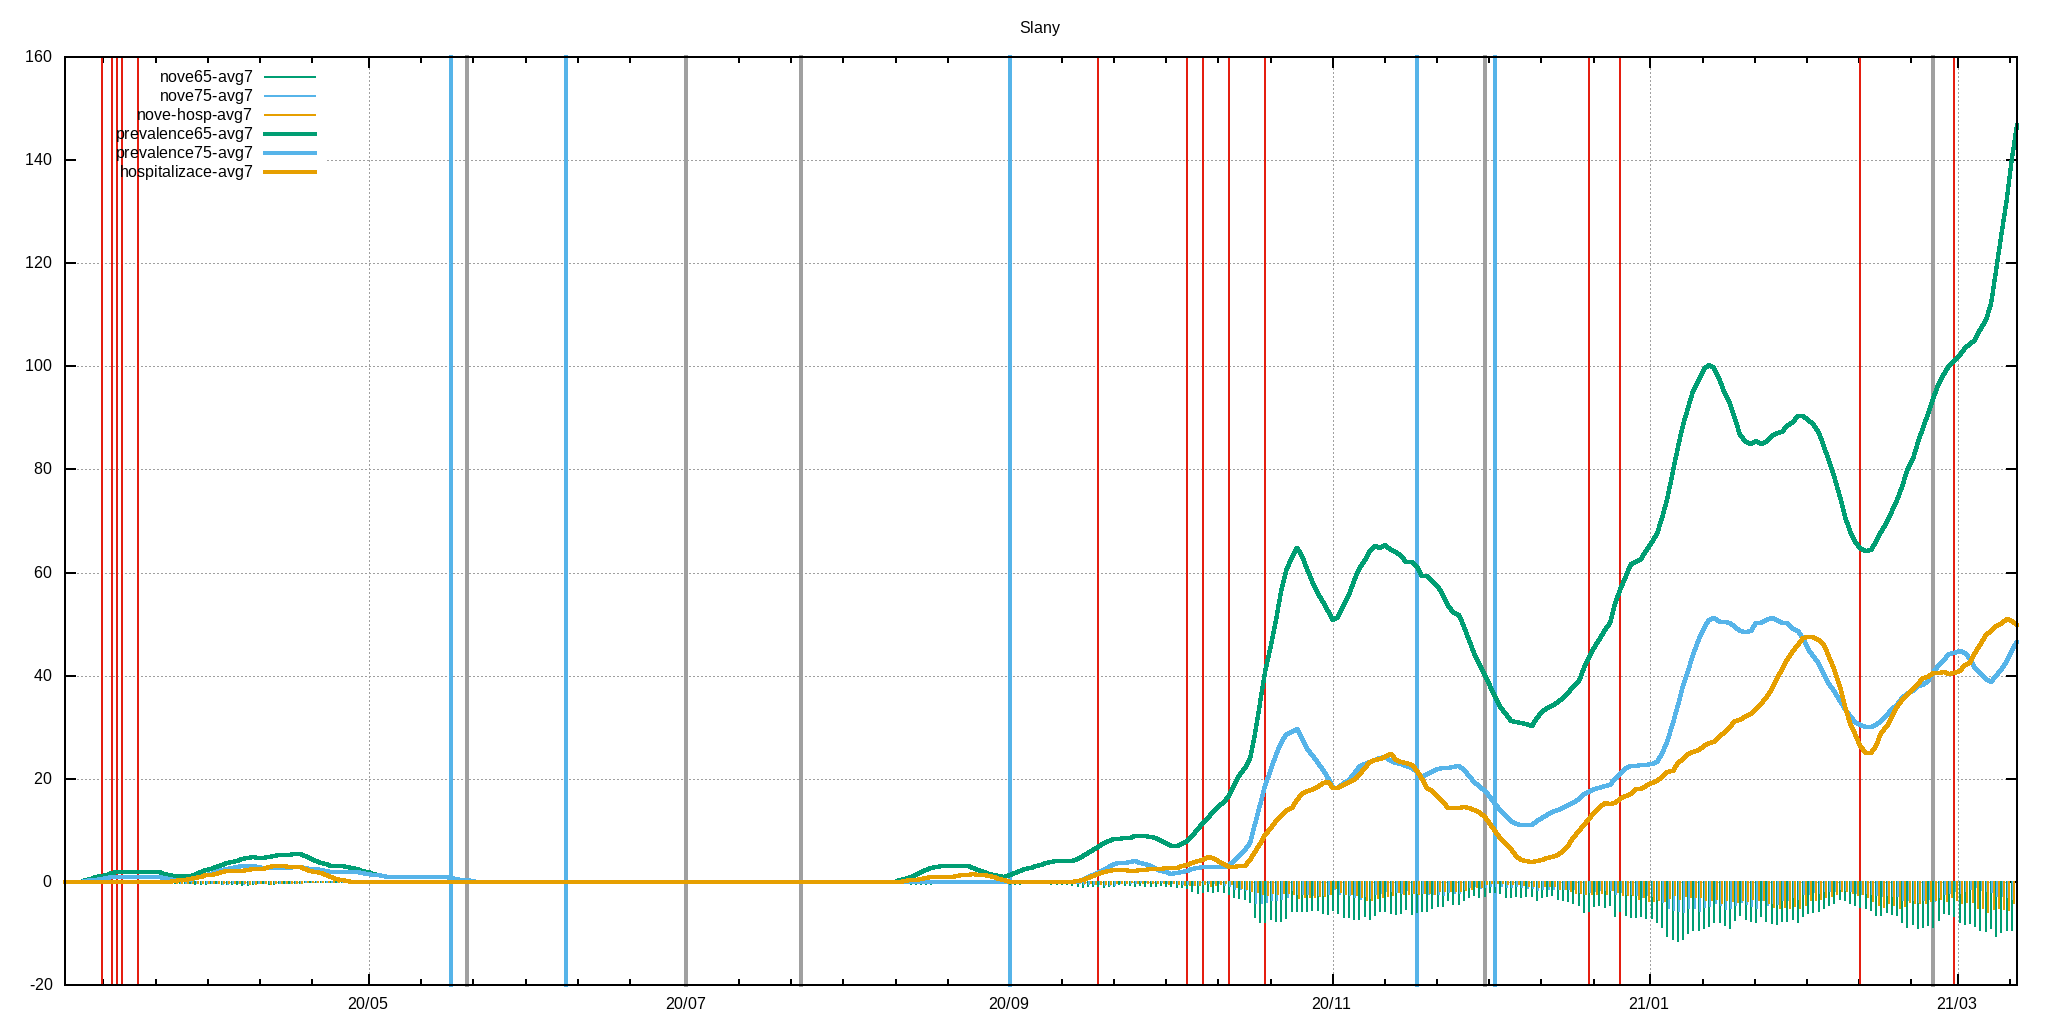 Slany
160
140
120
100
80
60
40
20
0
-20
nove65-avg7
nove75-avg7
nove-hosp-avg7
prevalence65-avg7
prevalence75-avg7
hospitalizace-avg7
20/05
20/07
20/09
20/11
21/01
21/03